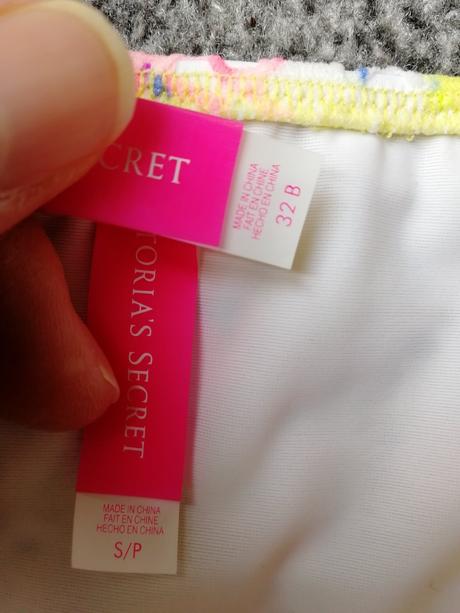 CRET
MADE IN CHINA
FAIT EN CHINE
HECHO EN CHINA
32 B
TORIA'S SECRET
MADE IN CHINA
FAIT EN CHINE
HECHO EN CHINA
S/P